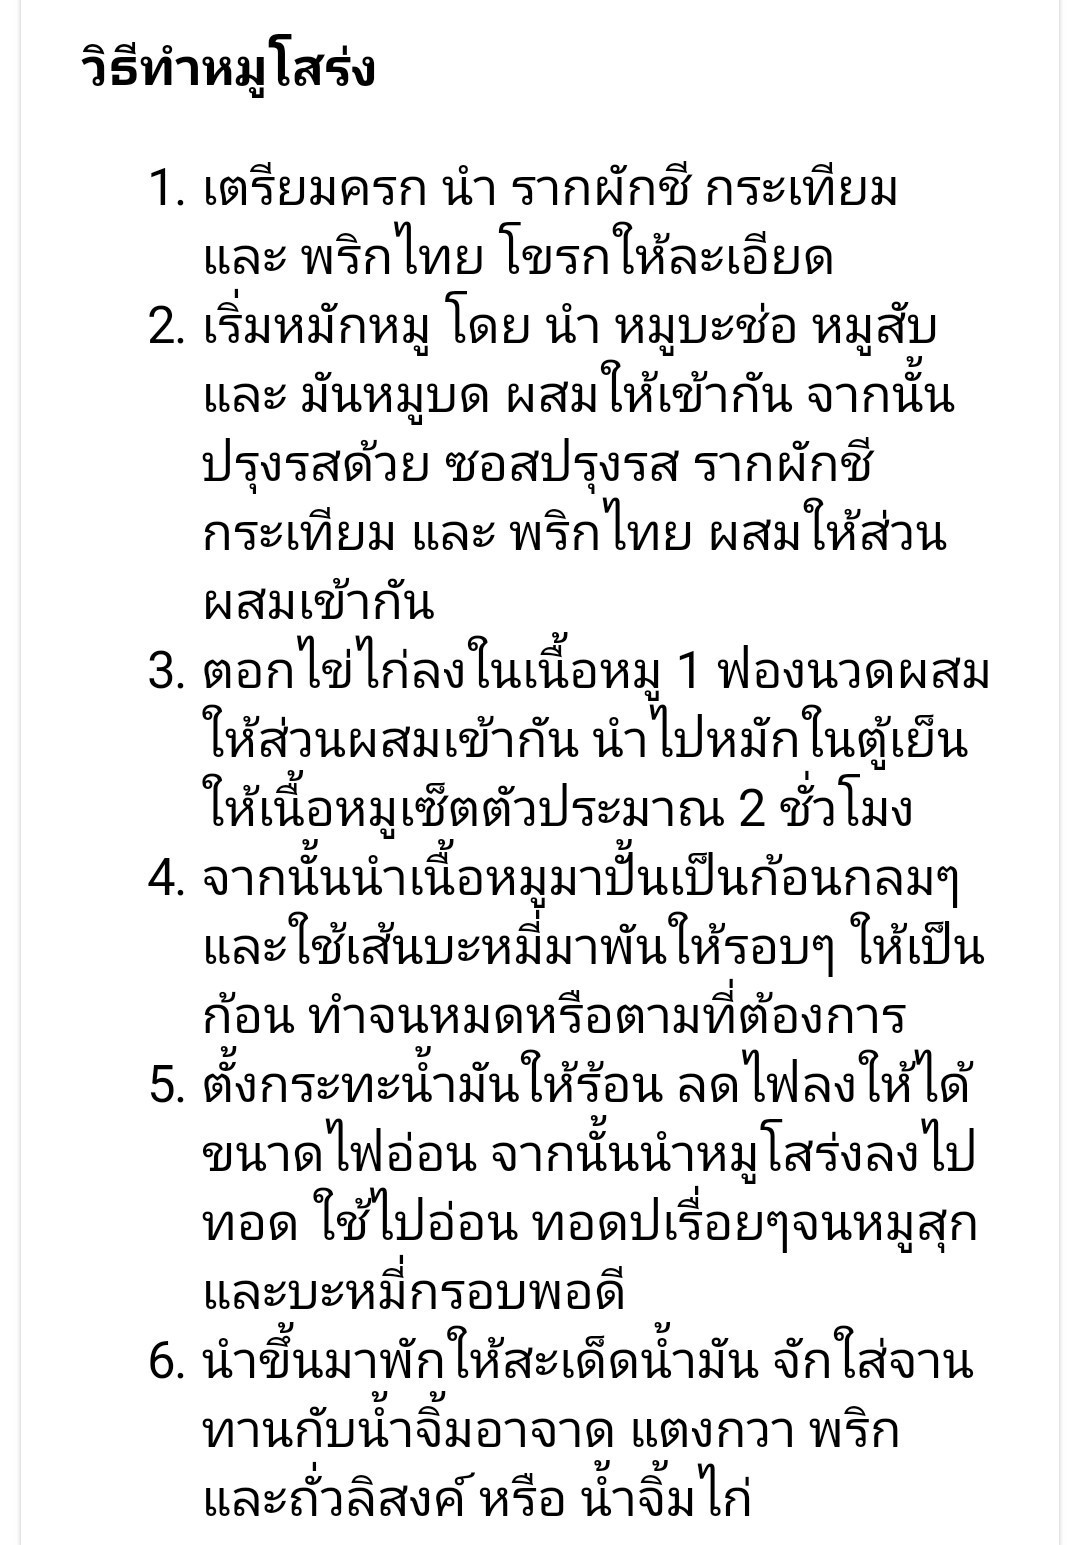 วิธีทำหมูโสร่ง
1. เตรียมครก นำ รากผักชี กระเทียม
และ พริกไทย โขรกให้ละเอียด
2. เริ่มหมักหมู โดย นำ หมูบะช่อ หมูสับ
และ มันหมูบด ผสมให้เข้ากัน จากนั้น
ปรุงรสด้วย ซอสปรุงรส รากผักชี
กระเทียม และ พริกไทย ผสมให้ส่วน
ผสมเข้ากัน
3. ตอกไข่ไก่ลงในเนื้อหมู 1 ฟองนวดผสม
ให้ส่วนผสมเข้ากัน นำไปหมักในตู้เย็น
ให้เนื้อหมูเซ็ตตัวประมาณ 2 ชั่วโมง
4. จากนั้นนำเนื้อหมูมาปั้นเป็นก้อนกลมๆ
และใช้เส้นบะหมี่มาพันให้รอบๆ ให้เป็น
ก้อน ทำจนหมดหรือตามที่ต้องการ
5. ตั้งกระทะน้ำมันให้ร้อน ลดไฟลงให้ได้
ขนาดไฟอ่อน จากนั้นนำหมูโสร่งลงไป
ทอด ใช้ไปอ่อน ทอดปเรื่อยๆจนหมูสุก
และบะหมี่กรอบพอดี
6. นำขึ้นมาพักให้สะเด็ดน้ำมัน จักใส่จาน
ทานกับน้ำจิ้มอาจาด แตงกวา พริก
และถั่วลิสงค์ หรือ น้ำจิ้มไก่